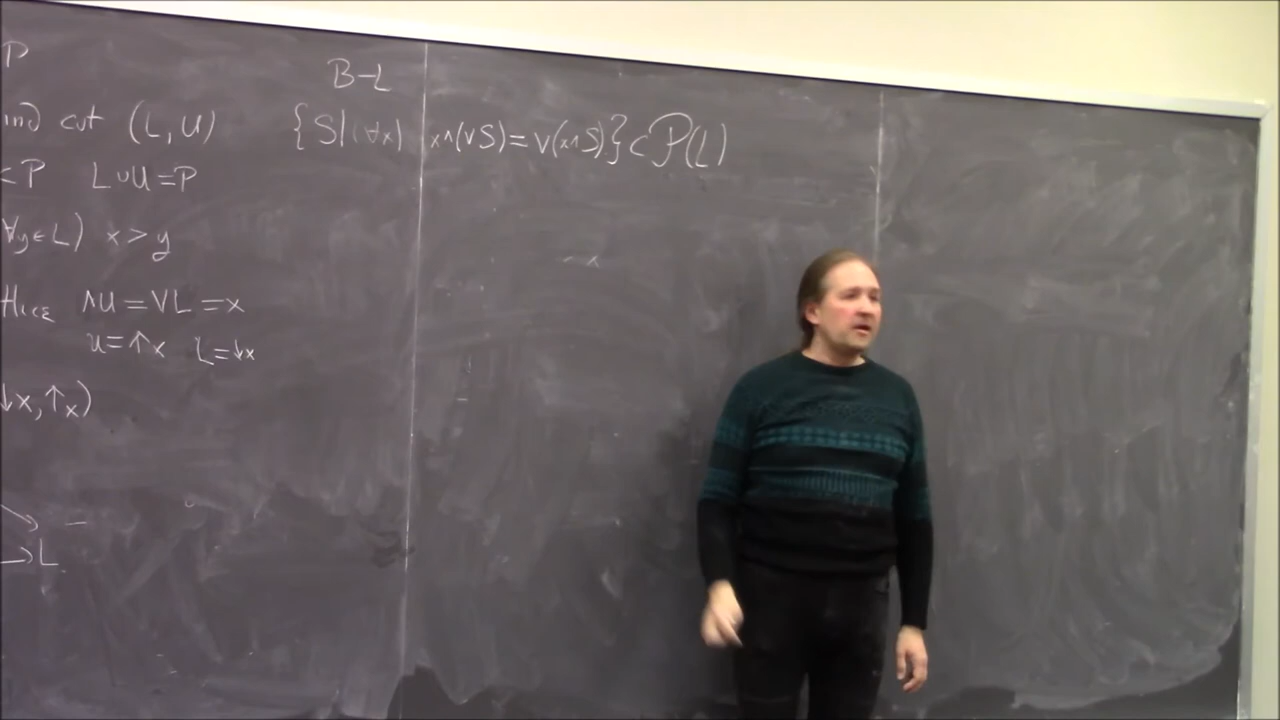 P
ind cut (L, U)
⊂P L∪U=P
∀y∈L) x > y
Hice ∧U = ∨L = x
U=↑x L=↓x
↓x, ↑x)
→L
B-L
{S|(∀x) x∧(∨S)=∨(x∧S)}⊂P(L)